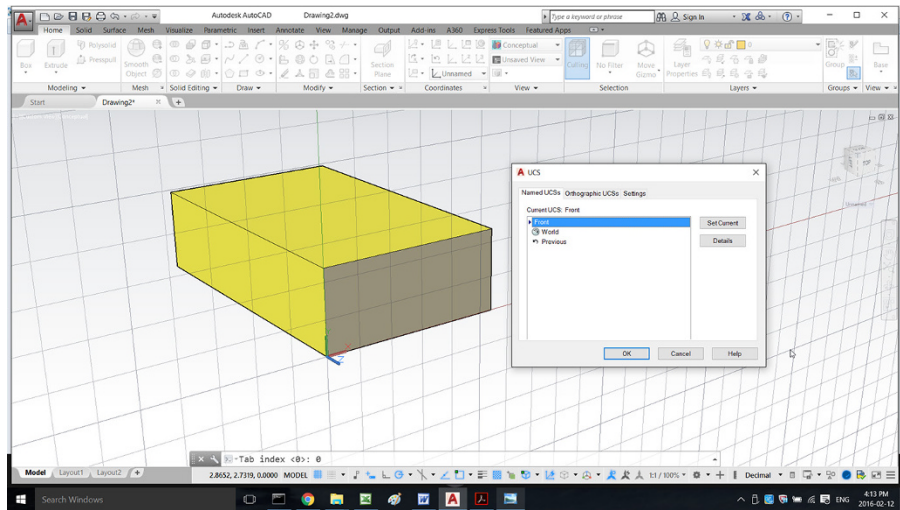 Autodesk AutoCAD Drawing2.dwg
Type a keyword or phrase
Sign In
Home Solid Surface Mesh Visualize Parametric Insert Annotate View Manage Output Add-ins A360 Express Tools Featured Apps
Box
Extrude
Polysolid
Presspull
Smooth
Object
Section
Plane
Unnamed
Conceptual
Unsaved View
Culling
No Filter
Move
Gizmo
Layer
Properties
0
Group
Base
Modeling Mesh Solid Editing Draw Modify Section Coordinates View Selection Layers Groups View
Start
Drawing2*
UCS
Named UCSs Orthographic UCSs Settings
Current UCS: Front
Front
World
Previous
Set Current
Details
OK Cancel Help
Unnamed
X
Z
Tab index <0>: 0
Model Layout1 Layout2 +
2.8652, 2.7319, 0.0000 MODEL
1:1 / 100%
Decimal
Search Windows
ENG
4:13 PM
2016-02-12